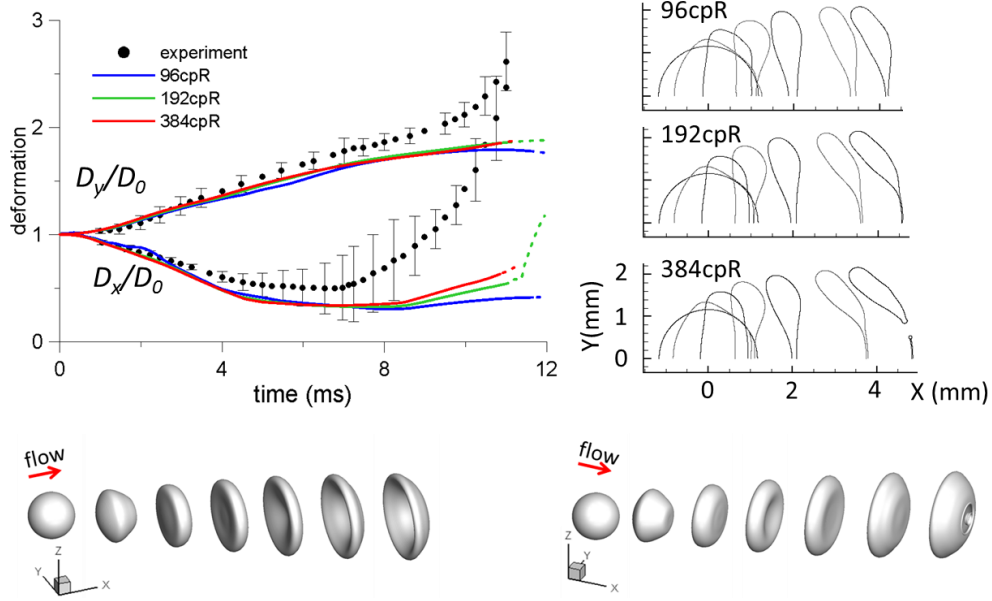 3
2
1
0
deformation
experiment
96cpR
192cpR
384cpR
Dy/D0
Dx/D0
0
4
8
12
time (ms)
96cpR
192cpR
384cpR
2
1
0
Y(mm)
0
2
4
X (mm)
flow
Z
Y
X
flow
Z
Y
X